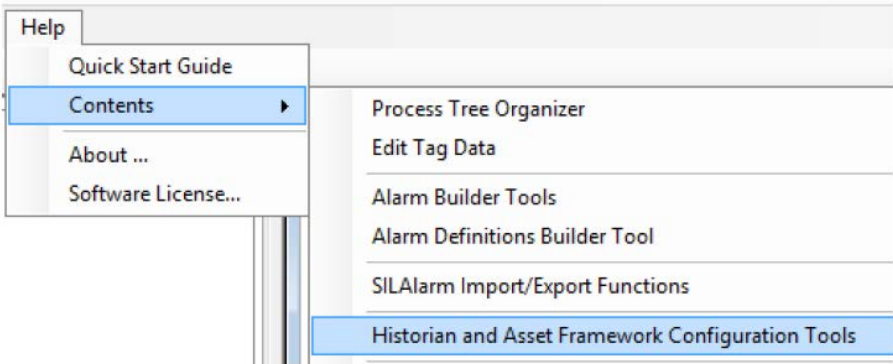 Help
Quick Start Guide
Contents
About ...
Software License...
Process Tree Organizer
Edit Tag Data
Alarm Builder Tools
Alarm Definitions Builder Tool
SILAlarm Import/Export Functions
Historian and Asset Framework Configuration Tools